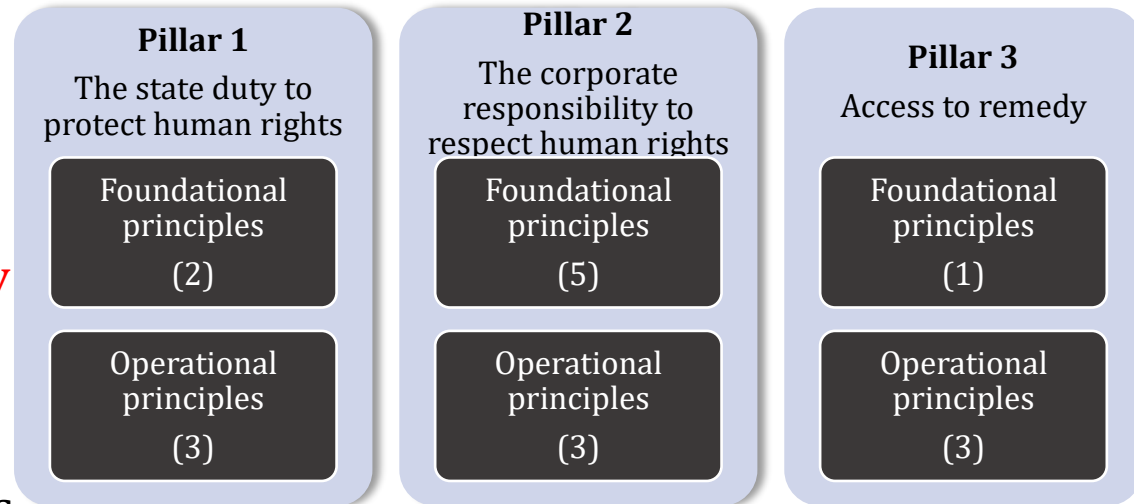 Pillar 1
The state duty to
protect human rights
Foundational
principles
(2)
Operational
principles
(3)
Pillar 2
The corporate
responsibility to
respect human rights
Foundational
principles
(5)
Operational
principles
(3)
Pillar 3
Access to remedy
Foundational
principles
(1)
Operational
principles
(3)